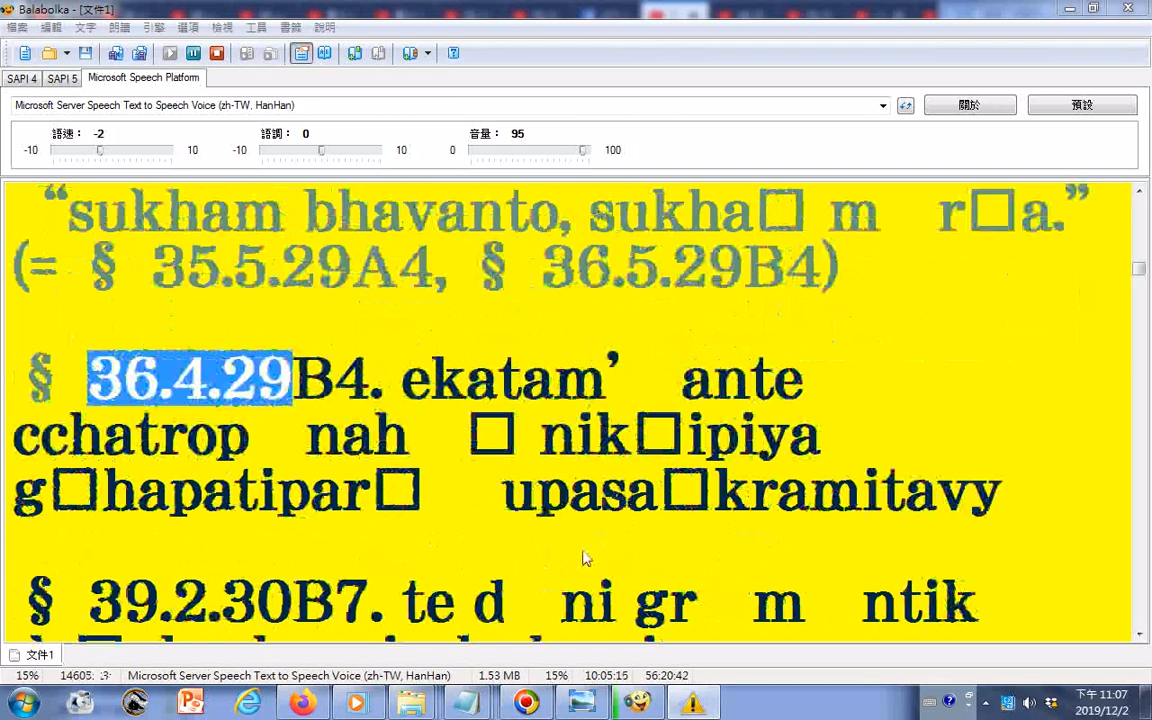 Balabolka - [文件1]
檔案 編輯 文字 朗讀 引擎 選項 檢視 工具 書籤 說明
SAPI 4 SAPI 5 Microsoft Speech Platform
Microsoft Server Speech Text to Speech Voice (zh-TW, HanHan) 關於 預設
語速： -2 語調： 0 音量： 95
-10 10 -10 10 0 100
“sukham bhavanto, sukha□ m r□a.”
(= § 35.5.29A4, § 36.5.29B4)
§ 36.4.29B4. ekatam’ ante
cchatrop nah □ nik□ipiya
g□hapatipar□ upasa□kramitavy
§ 39.2.30B7. te d ni gr m ntik
文件1
15% Microsoft Server Speech Text to Speech Voice (zh-TW, HanHan) 1.53 MB 15% 10:05:15 56:20:42
下午 11:07
2019/12/2